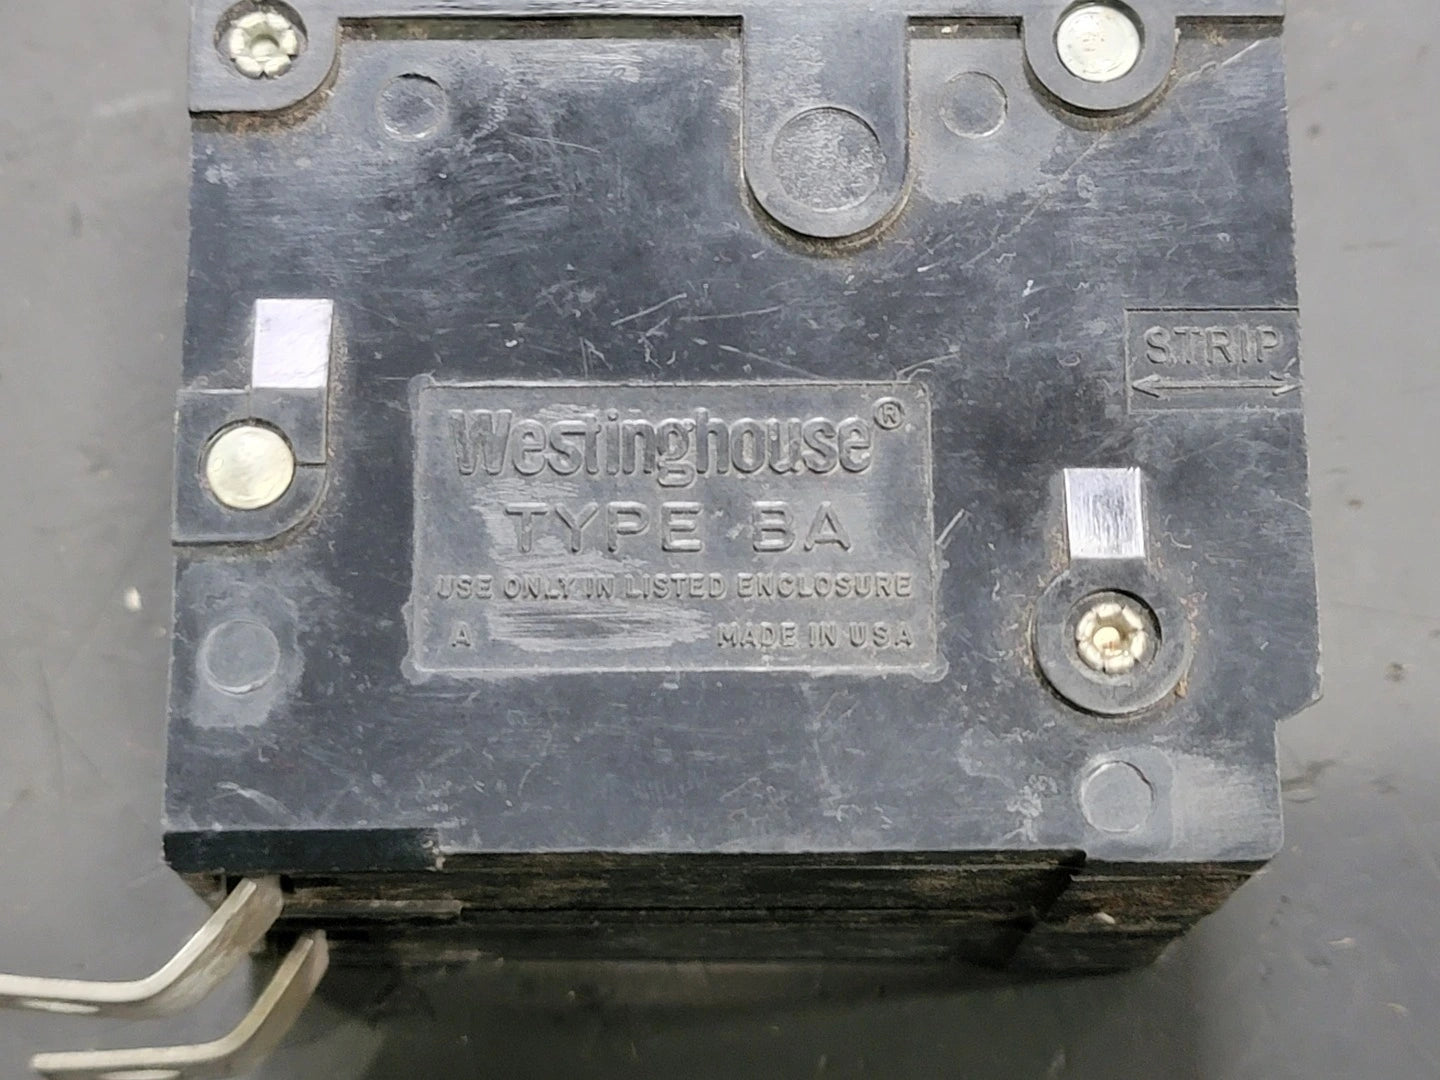 STRIP
Westinghouse®
TYPE BA
USE ONLY IN LISTED ENCLOSURE
A MADE IN USA